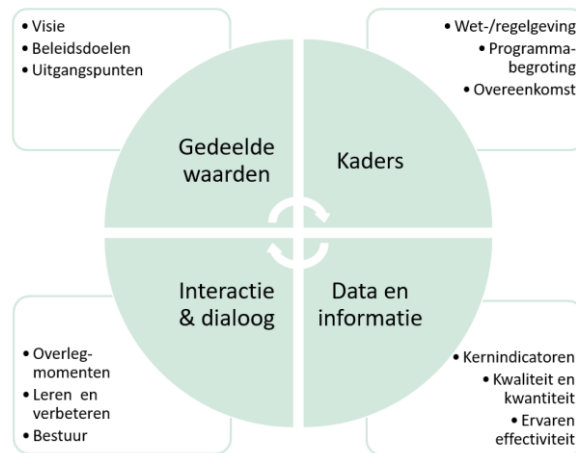 • Visie
• Beleidsdoelen
• Uitgangspunten
• Wet-/regelgeving
• Programma-
begroting
• Overeenkomst
Gedeelde
waarden
Kaders
Interactie
& dialoog
Data en
informatie
• Overleg-
momenten
• Leren en
verbeteren
• Bestuur
• Kernindicatoren
• Kwaliteit en
kwantiteit
• Ervaren
effectiviteit